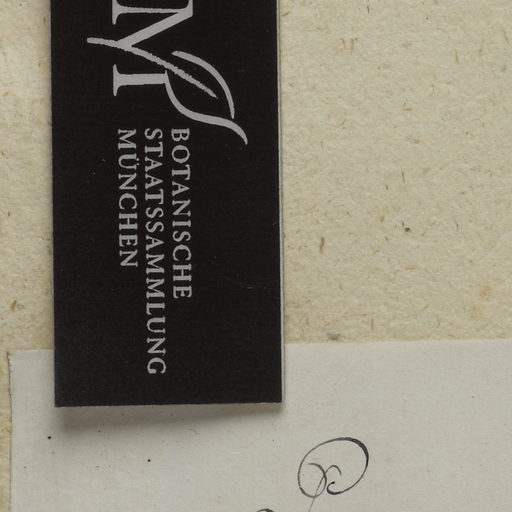 M
BOTANISCHE
STAATSSAMMLUNG
MÜNCHEN